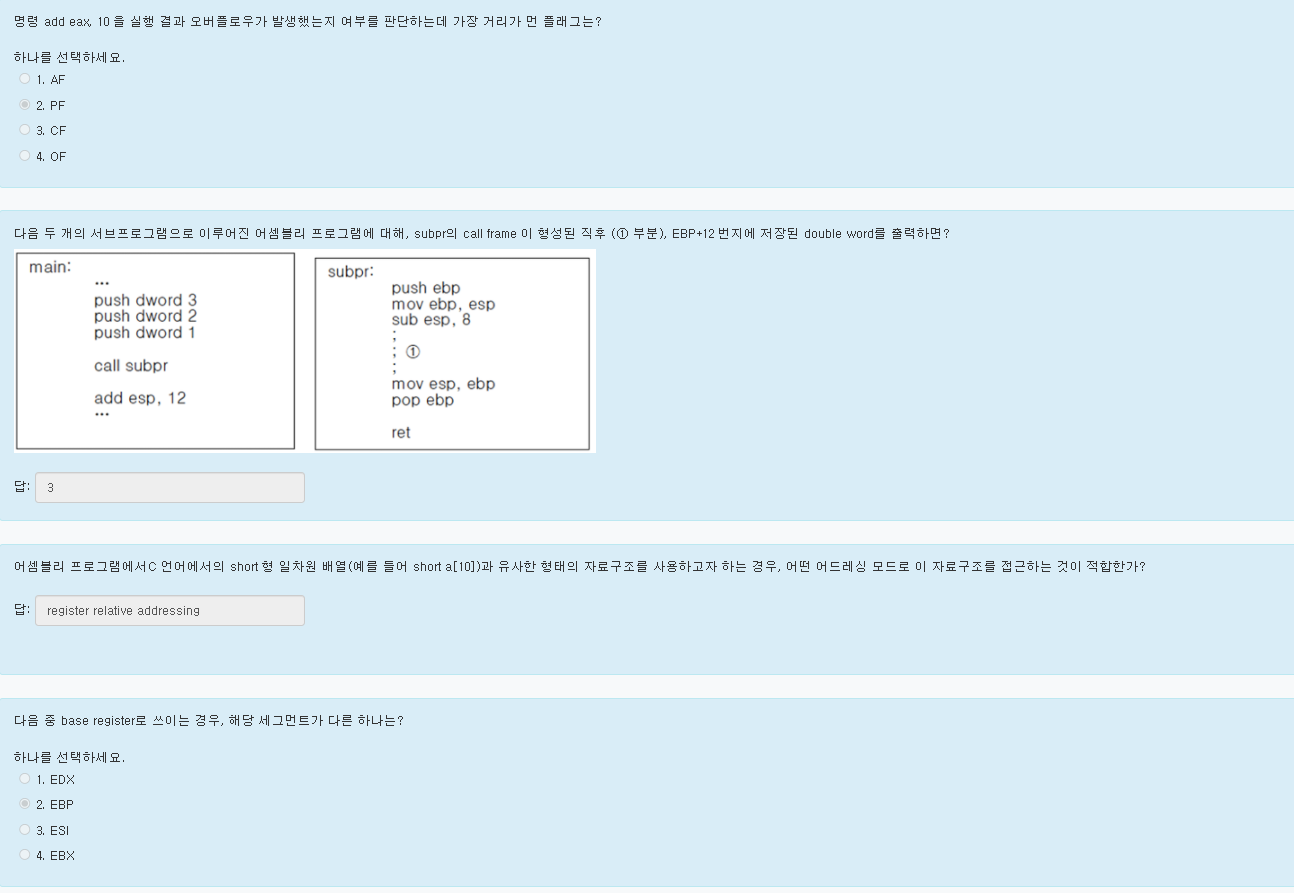 명령 add eax, 10 을 실행 결과 오버플로우가 발생했는지 여부를 판단하는데 가장 거리가 먼 플래그는?
하나를 선택하세요.
1. AF
2. PF
3. CF
4. OF
다음 두 개의 서브프로그램으로 이루어진 어셈블리 프로그램에 대해, subpr의 call frame 이 형성된 직후 (① 부분), EBP+12 번지에 저장된 double word를 출력하면?
main:
...
push dword 3
push dword 2
push dword 1
call subpr
add esp, 12
...
subpr:
push ebp
mov ebp, esp
sub esp, 8
;
; ①
;
mov esp, ebp
pop ebp
ret
답: 3
어셈블리 프로그램에서C 언어에서의 short 형 일차원 배열(예를 들어 short a[10])과 유사한 형태의 자료구조를 사용하고자 하는 경우, 어떤 어드레싱 모드로 이 자료구조를 접근하는 것이 적합한가?
답: register relative addressing
다음 중 base register로 쓰이는 경우, 해당 세그먼트가 다른 하나는?
하나를 선택하세요.
1. EDX
2. EBP
3. ESI
4. EBX